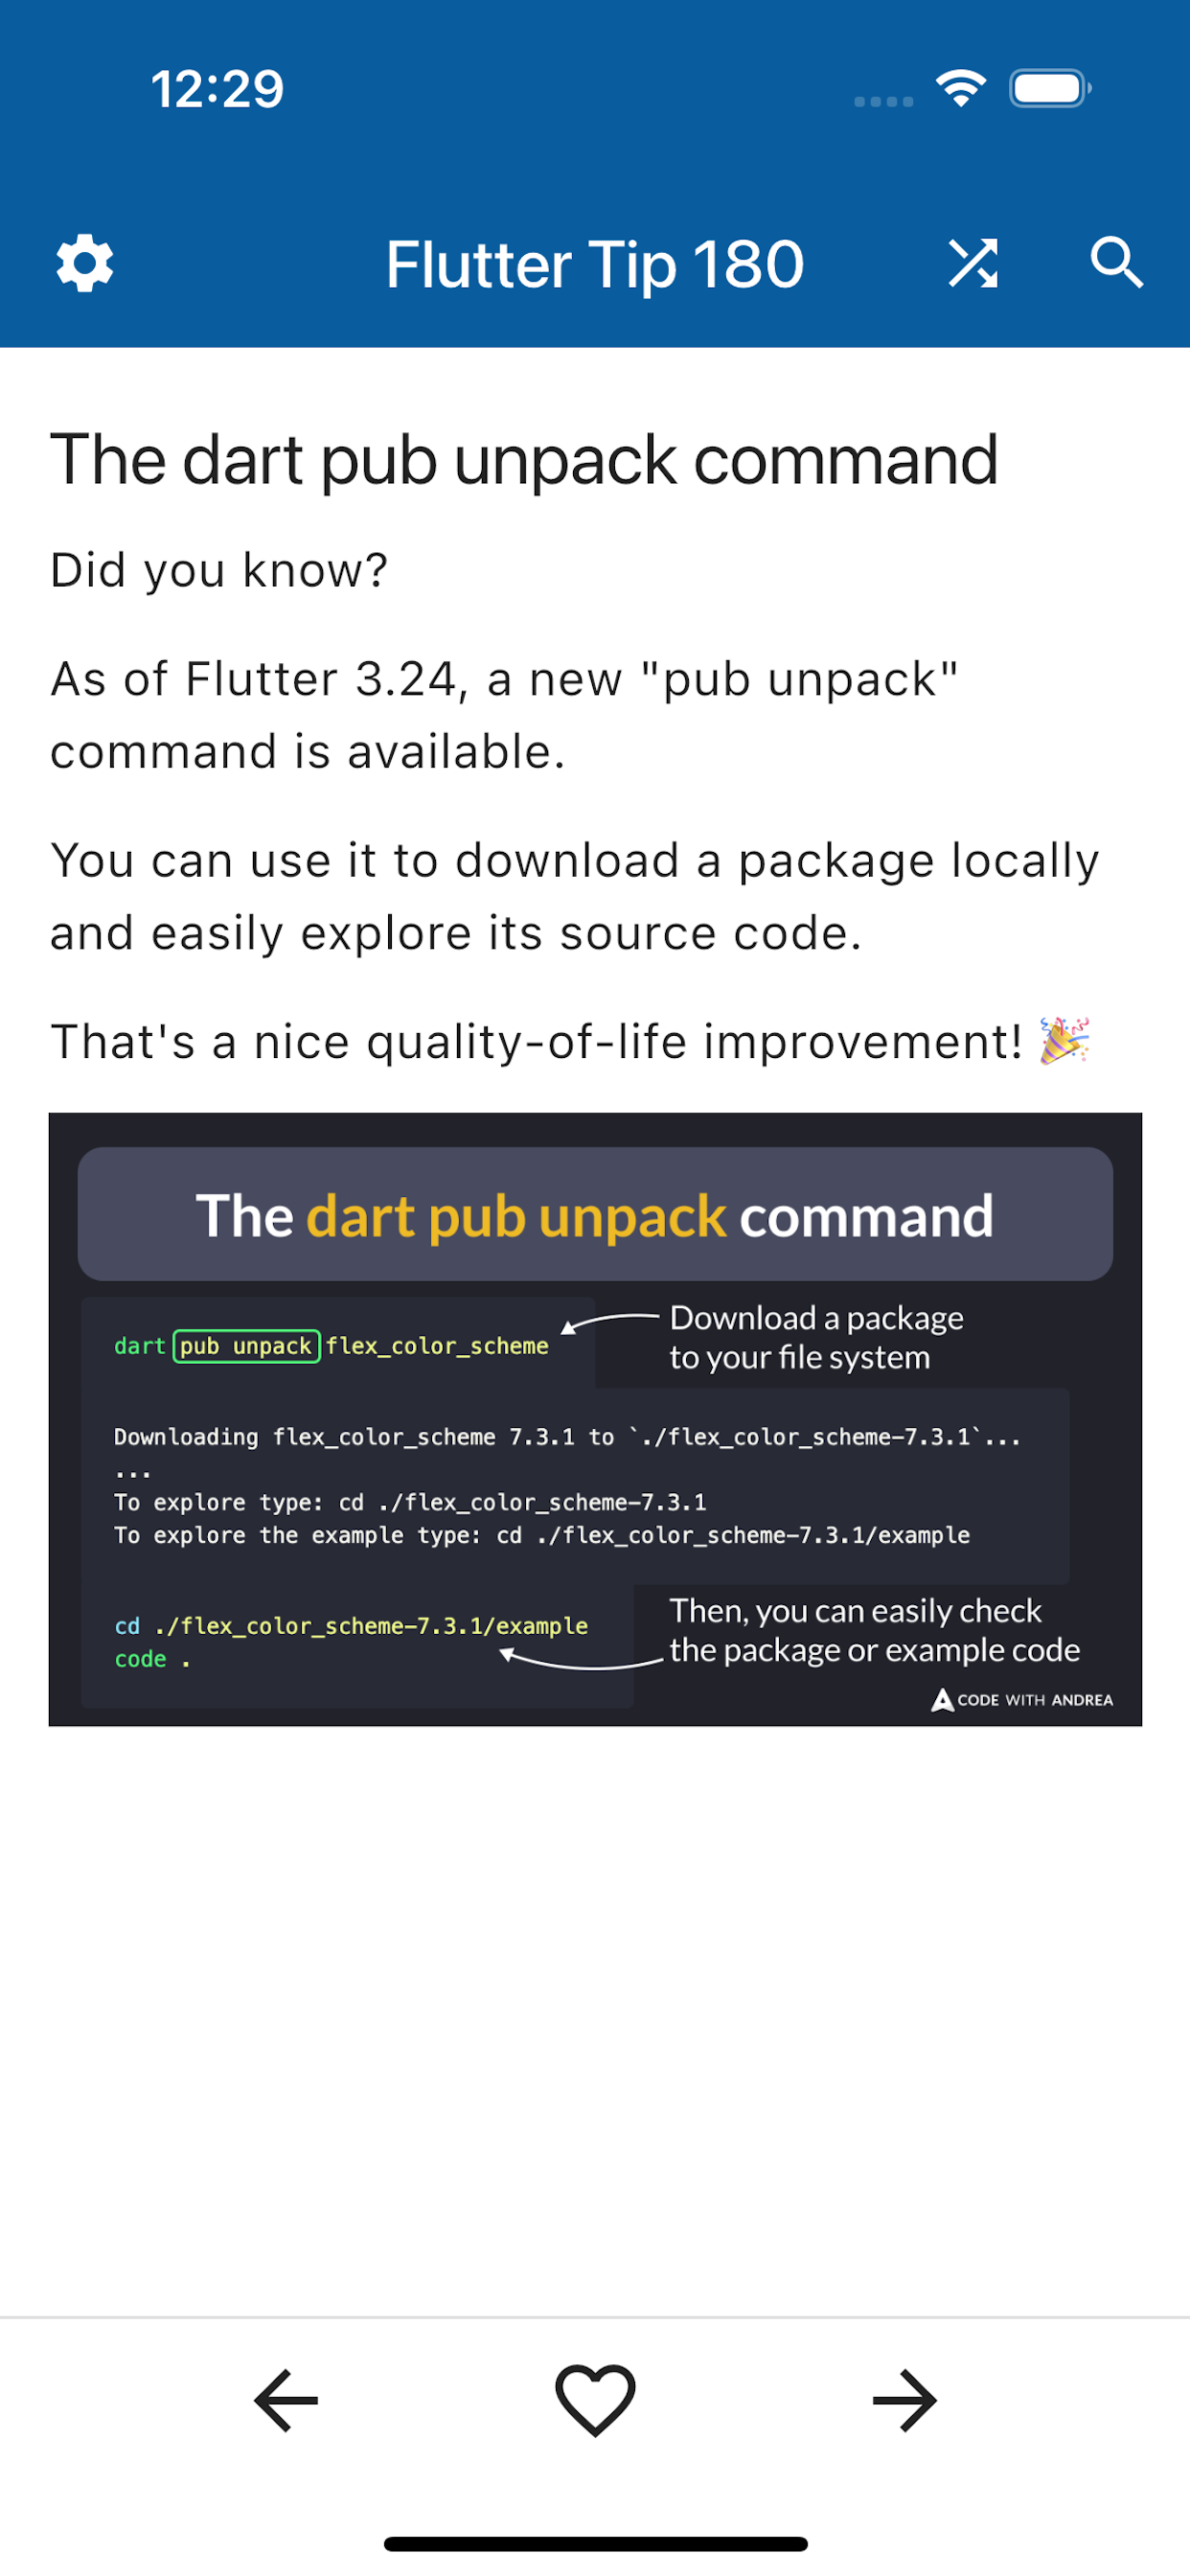 12:29
Flutter Tip 180
The dart pub unpack command
Did you know?
As of Flutter 3.24, a new "pub unpack"
command is available.
You can use it to download a package locally
and easily explore its source code.
That's a nice quality-of-life improvement! 🎉
The dart pub unpack command
dart pub unpack flex_color_scheme
Download a package
to your file system
Downloading flex_color_scheme 7.3.1 to `./flex_color_scheme-7.3.1`...
...
To explore type: cd ./flex_color_scheme-7.3.1
To explore the example type: cd ./flex_color_scheme-7.3.1/example
cd ./flex_color_scheme-7.3.1/example
code .
Then, you can easily check
the package or example code
CODE WITH ANDREA